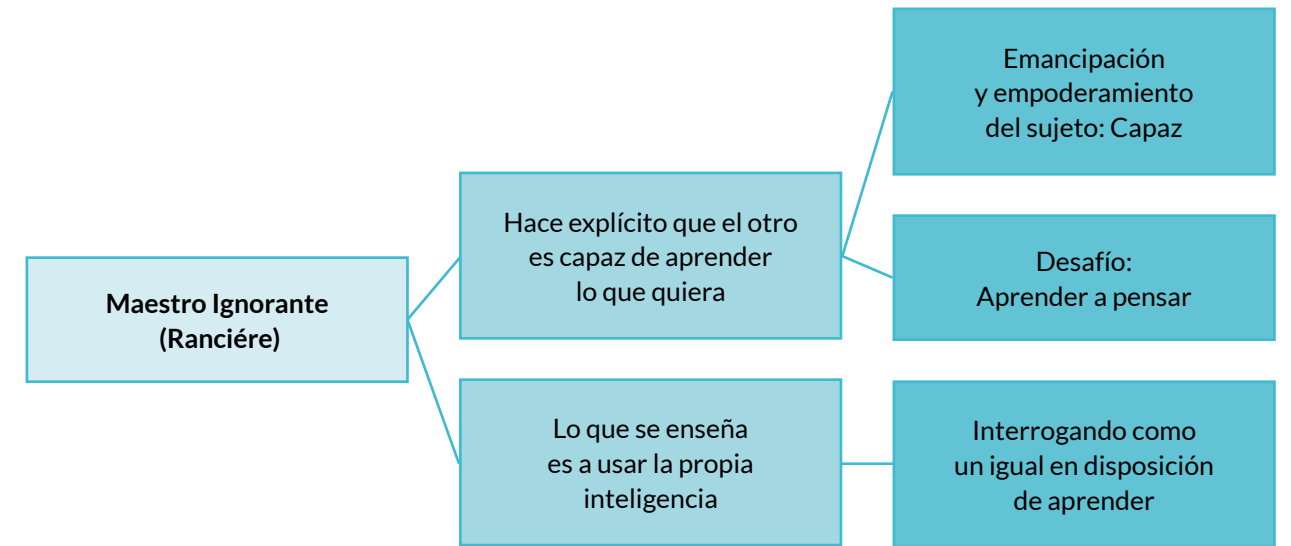 Maestro Ignorante
(Ranciére)
Hace explícito que el otro
es capaz de aprender
lo que quiera
Emancipación
y empoderamiento
del sujeto: Capaz
Desafío:
Aprender a pensar
Lo que se enseña
es a usar la propia
inteligencia
Interrogando como
un igual en disposición
de aprender